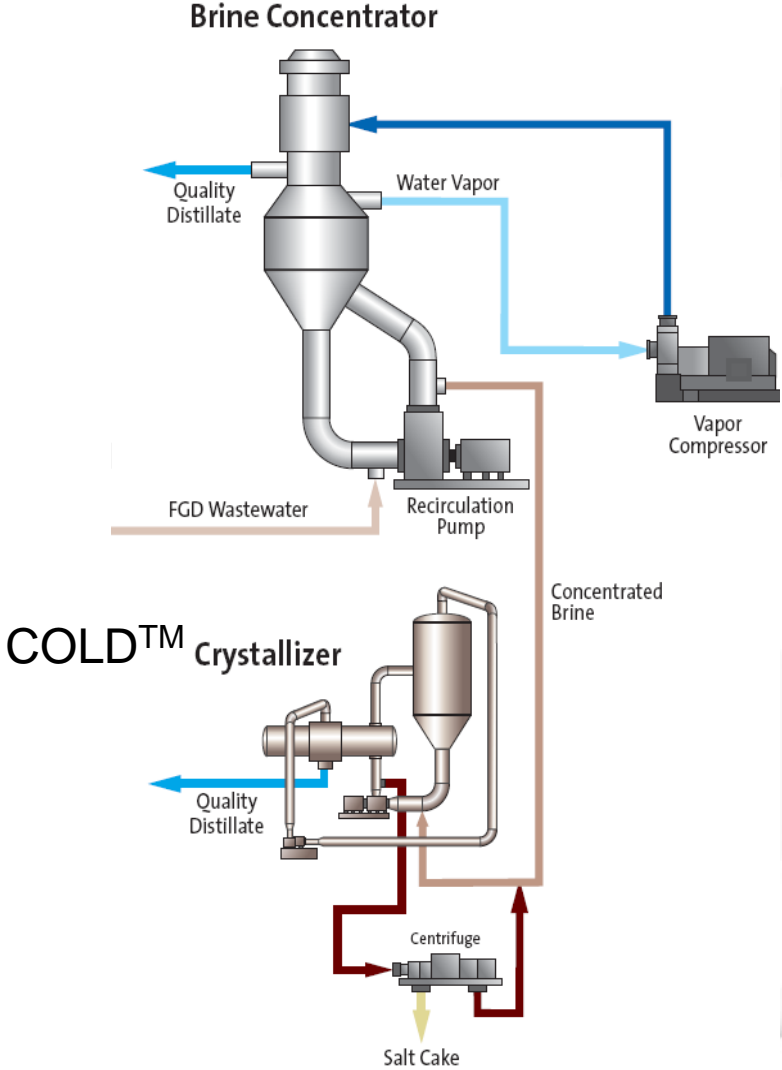 Brine Concentrator
Water Vapor
Quality
Distillate
Vapor
Compressor
FGD Wastewater
Recirculation
Pump
Concentrated
Brine
COLD™ Crystallizer
Quality
Distillate
Centrifuge
Salt Cake